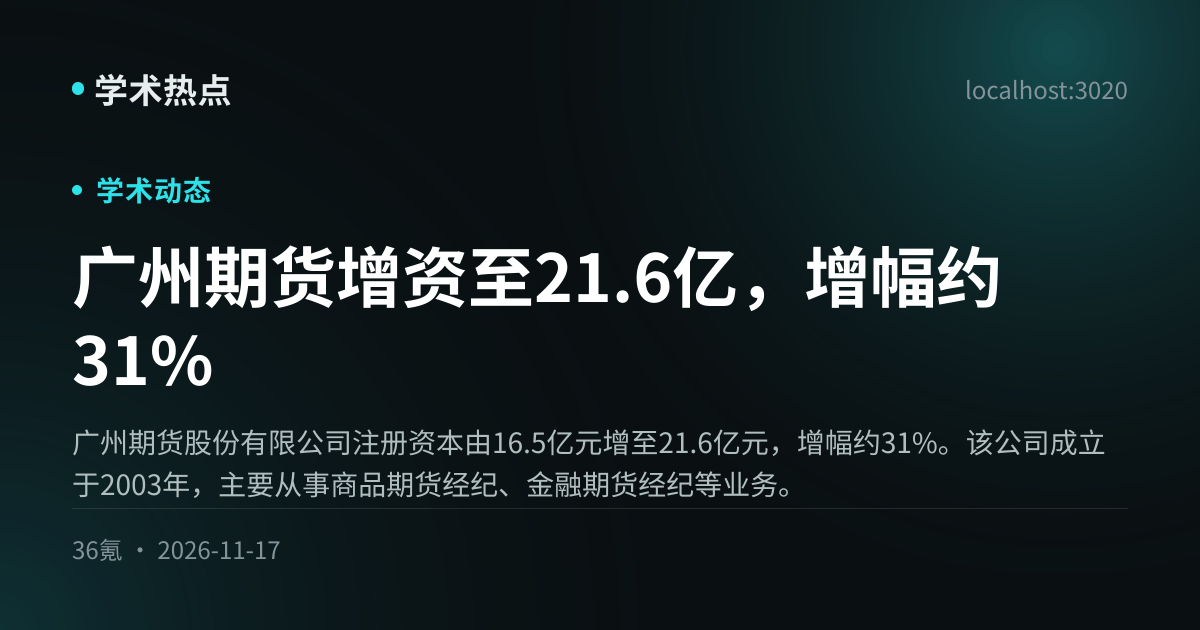 学术热点
localhost:3020
学术动态
广州期货增资至21.6亿，增幅约
31%
广州期货股份有限公司注册资本由16.5亿元增至21.6亿元，增幅约31%。该公司成立
于2003年，主要从事商品期货经纪、金融期货经纪等业务。
36氪 · 2026-11-17